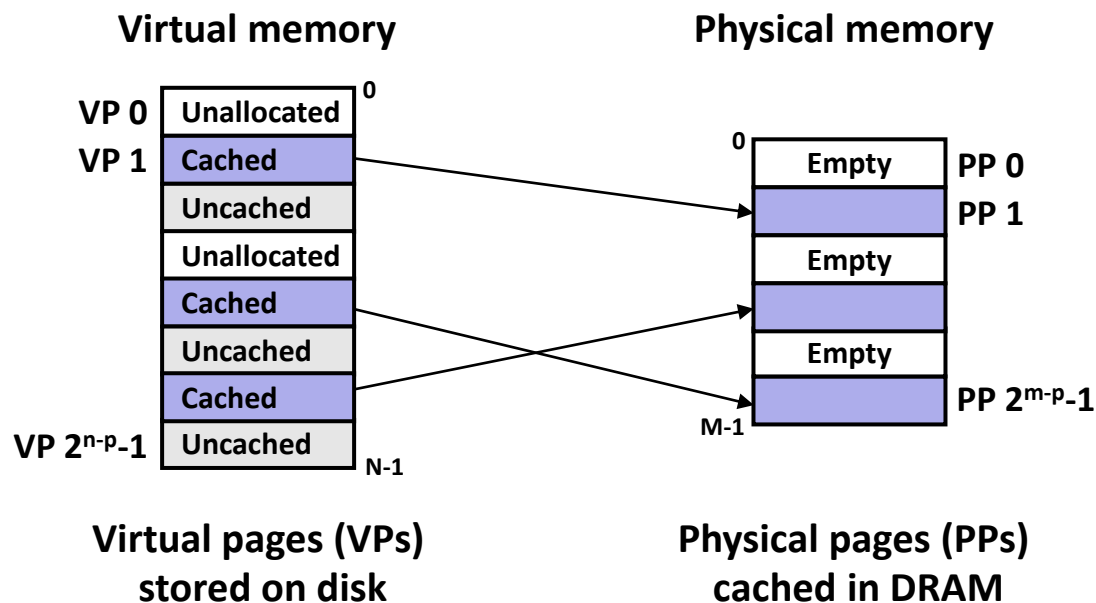 Virtual memory
Physical memory
0
VP 0
Unallocated
VP 1
Cached
Uncached
Unallocated
Cached
Uncached
Cached
VP 2ⁿ⁻ᵖ-1
Uncached
N-1
0
Empty
PP 0
PP 1
Empty
Empty
PP 2ᵐ⁻ᵖ-1
M-1
Virtual pages (VPs)
stored on disk
Physical pages (PPs)
cached in DRAM